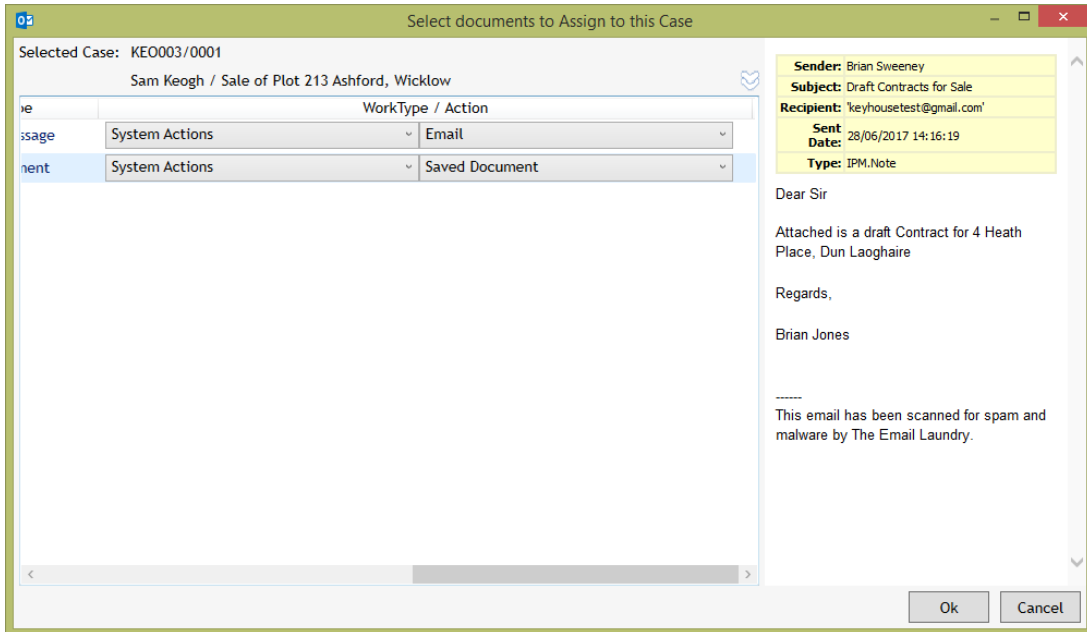 Select documents to Assign to this Case
Selected Case: KEO003/0001
Sam Keogh / Sale of Plot 213 Ashford, Wicklow
pe WorkType / Action
ssage System Actions Email
nent System Actions Saved Document
Sender: Brian Sweeney
Subject: Draft Contracts for Sale
Recipient: 'keyhousetest@gmail.com'
Sent
Date: 28/06/2017 14:16:19
Type: IPM.Note
Dear Sir
Attached is a draft Contract for 4 Heath
Place, Dun Laoghaire
Regards,
Brian Jones
------
This email has been scanned for spam and
malware by The Email Laundry.
Ok Cancel